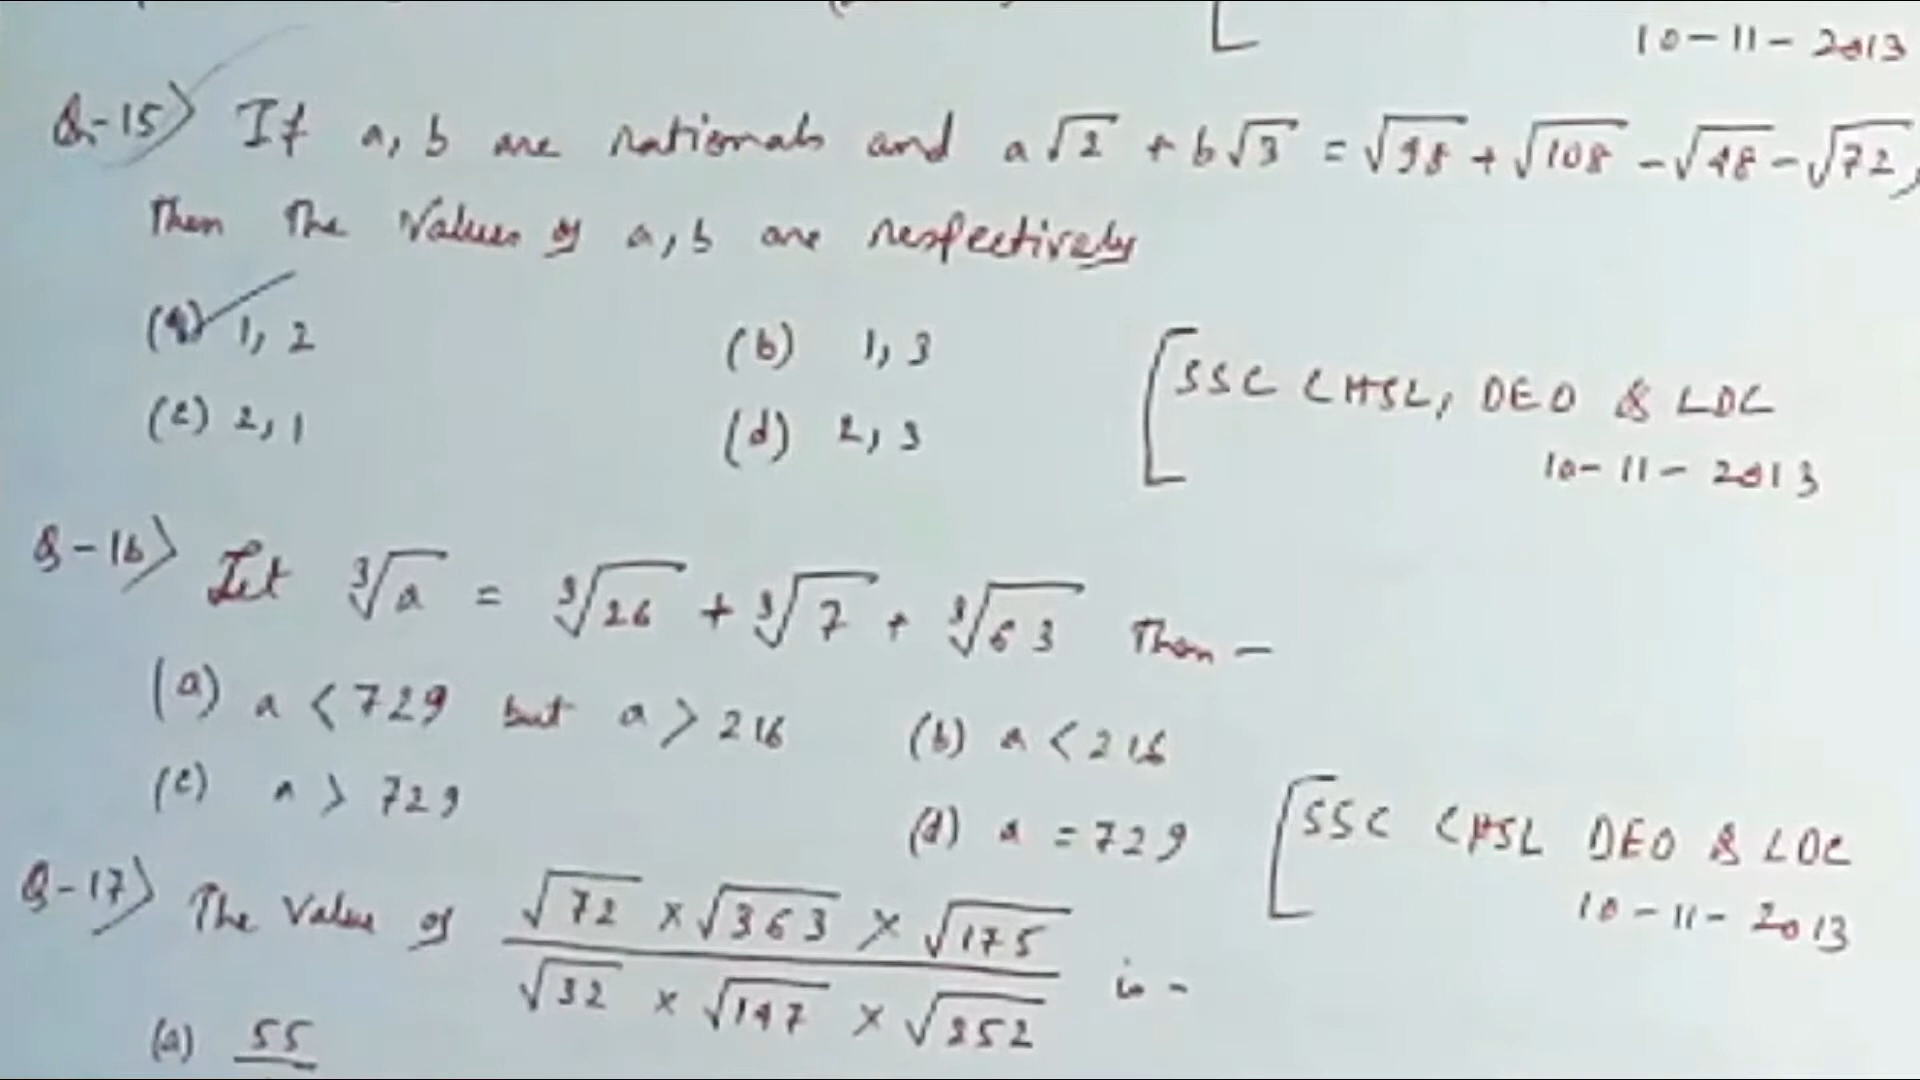 10-11-2013
Q-15) If a, b are rationals and a√2 + b√3 = √98 + √108 - √48 - √72,
Then The Values of a, b are respectively
(a) 1, 2 (b) 1, 3
(c) 2, 1 (d) 2, 3
[SSC CHSL, DEO & LDC
10-11-2013
Q-16) Let ∛a = ∛26 + ∛7 + ∛63 Then -
(a) a < 729 but a > 216 (b) a < 216
(c) a > 729 (d) a = 729
[SSC CHSL DEO & LDC
10-11-2013
Q-17) The Value of √72 × √363 × √175 / √32 × √147 × √252 is -
(a) 55